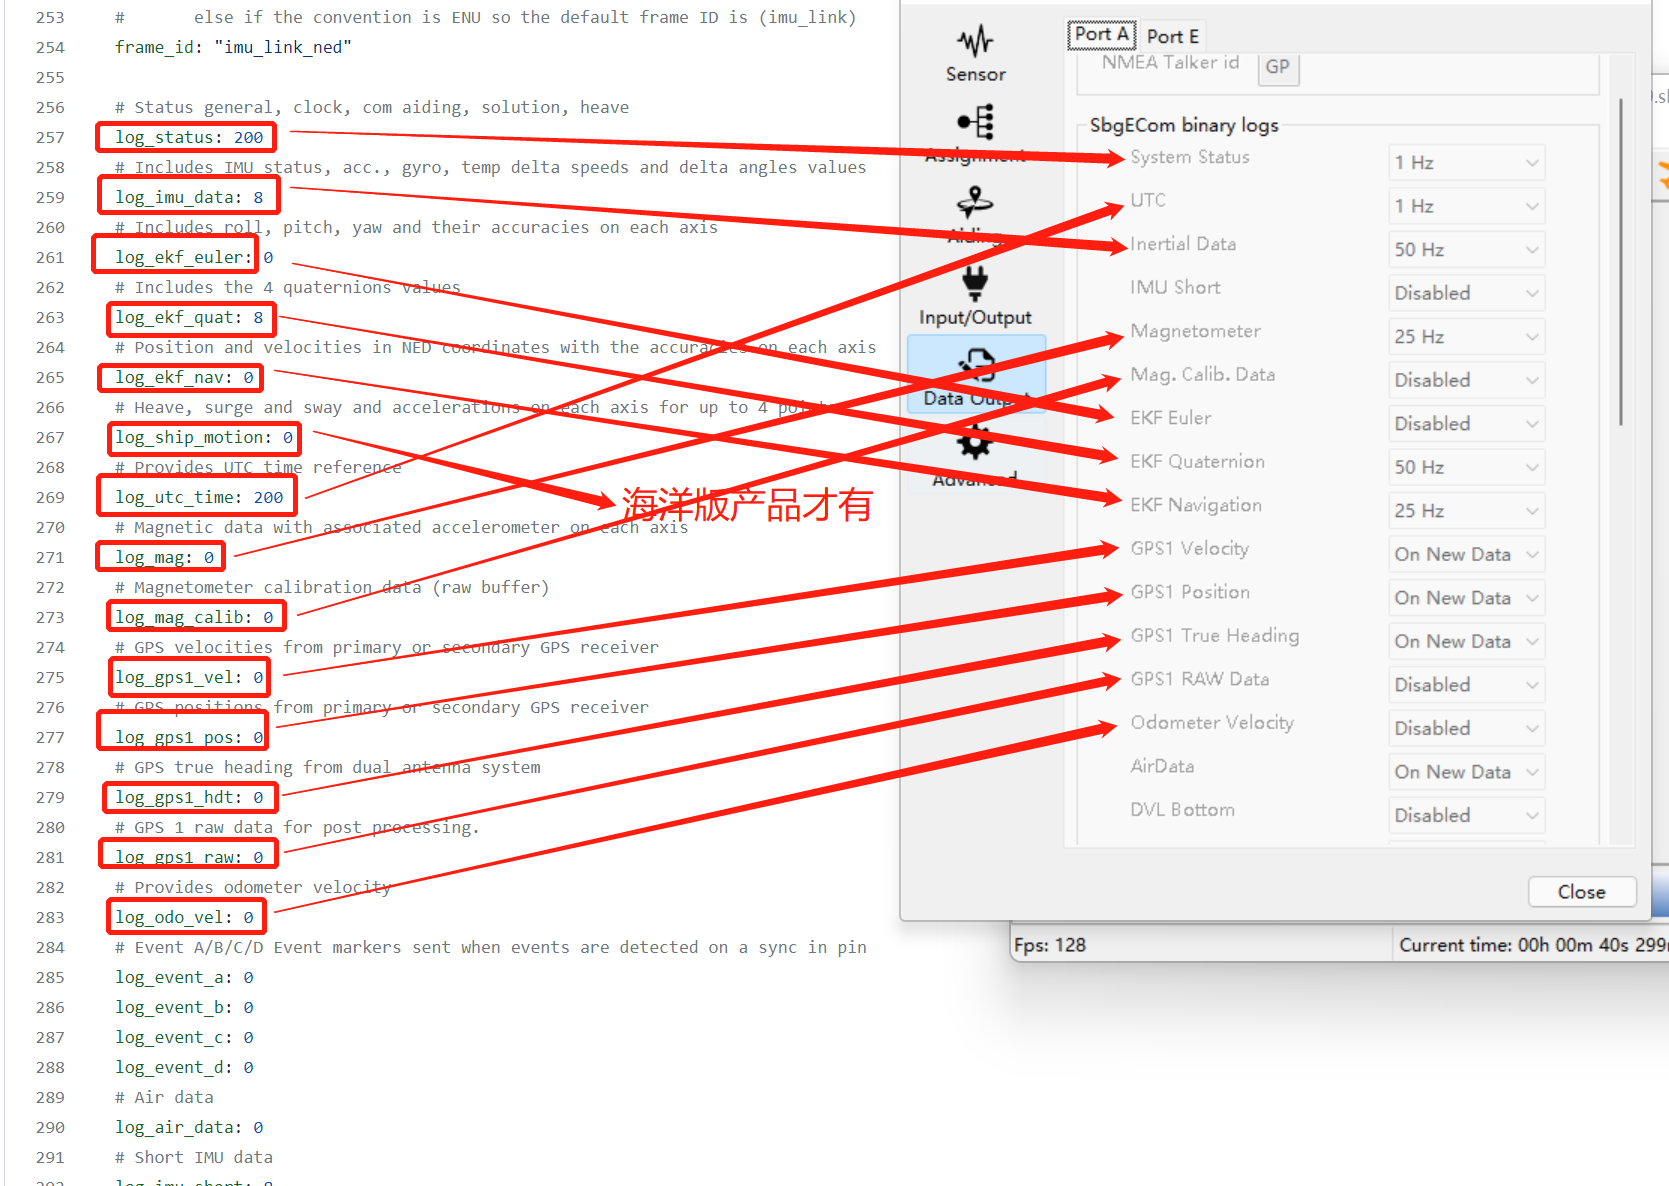 253 # else if the convention is ENU so the default frame ID is (imu_link)
254 frame_id: "imu_link_ned"
255
256 # Status general, clock, com aiding, solution, heave
257 log_status: 200
258 # Includes IMU status, acc., gyro, temp delta speeds and delta angles values
259 log_imu_data: 8
260 # Includes roll, pitch, yaw and their accuracies on each axis
261 log_ekf_euler: 0
262 # Includes the 4 quaternions values
263 log_ekf_quat: 8
264 # Position and velocities in NED coordinates with the accuracies on each axis
265 log_ekf_nav: 0
266 # Heave, surge and sway and accelerations on each axis for up to 4 points
267 log_ship_motion: 0
268 # Provides UTC time reference
269 log_utc_time: 200
270 # Magnetic data with associated accelerometer on each axis
271 log_mag: 0
272 # Magnetometer calibration data (raw buffer)
273 log_mag_calib: 0
274 # GPS velocities from primary or secondary GPS receiver
275 log_gps1_vel: 0
276 # GPS positions from primary or secondary GPS receiver
277 log_gps1_pos: 0
278 # GPS true heading from dual antenna system
279 log_gps1_hdt: 0
280 # GPS 1 raw data for post processing.
281 log_gps1_raw: 0
282 # Provides odometer velocity
283 log_odo_vel: 0
284 # Event A/B/C/D Event markers sent when events are detected on a sync in pin
285 log_event_a: 0
286 log_event_b: 0
287 log_event_c: 0
288 log_event_d: 0
289 # Air data
290 log_air_data: 0
291 # Short IMU data
292 log_imu_short: 8
海洋版产品才有
Sensor
Assignment
Aiding
Input/Output
Data Output
Advanced
Port A Port E
NMEA Talker id GP
SbgECom binary logs
System Status 1 Hz
UTC 1 Hz
Inertial Data 50 Hz
IMU Short Disabled
Magnetometer 25 Hz
Mag. Calib. Data Disabled
EKF Euler Disabled
EKF Quaternion 50 Hz
EKF Navigation 25 Hz
GPS1 Velocity On New Data
GPS1 Position On New Data
GPS1 True Heading On New Data
GPS1 RAW Data Disabled
Odometer Velocity Disabled
AirData On New Data
DVL Bottom Disabled
Close
Fps: 128 Current time: 00h 00m 40s 299